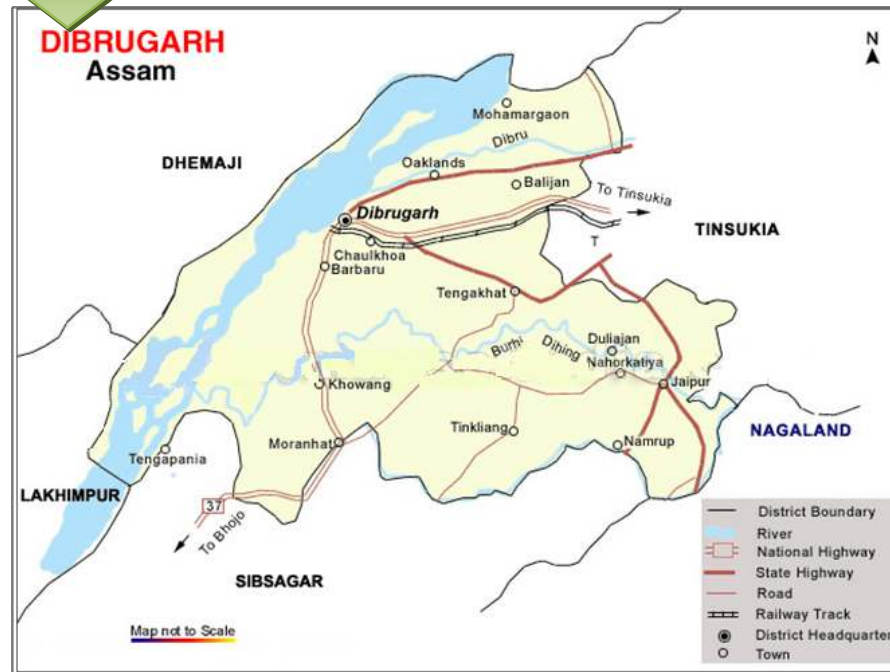 DIBRUGARH
Assam
N
Mohamargaon
Dibru
DHEMAJI
Oaklands
Balijan
To Tinsukia
Dibrugarh
TINSUKIA
T
Chaulkhoa
Barbaru
Tengakhat
Burhi Dihing
Duliajan
Nahorkatiya
Khowang
Jaipur
Tinkliang
NAGALAND
Moranhat
Namrup
Tengapania
LAKHIMPUR
37
To Bhojo
SIBSAGAR
Map not to Scale
District Boundary
River
National Highway
State Highway
Road
Railway Track
District Headquarter
Town